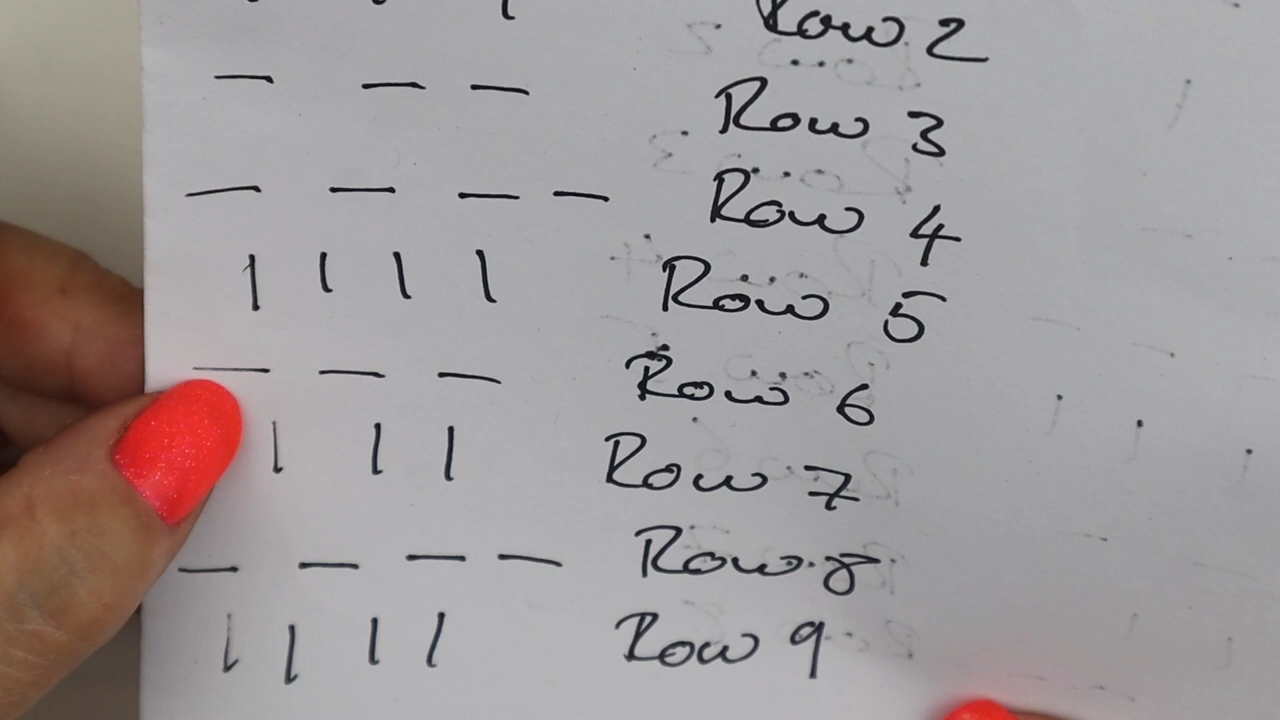 Row 2
— — — Row 3
— — — — Row 4
| | | | Row 5
— — — Row 6
| | | Row 7
— — — — Row 8
| | | | Row 9